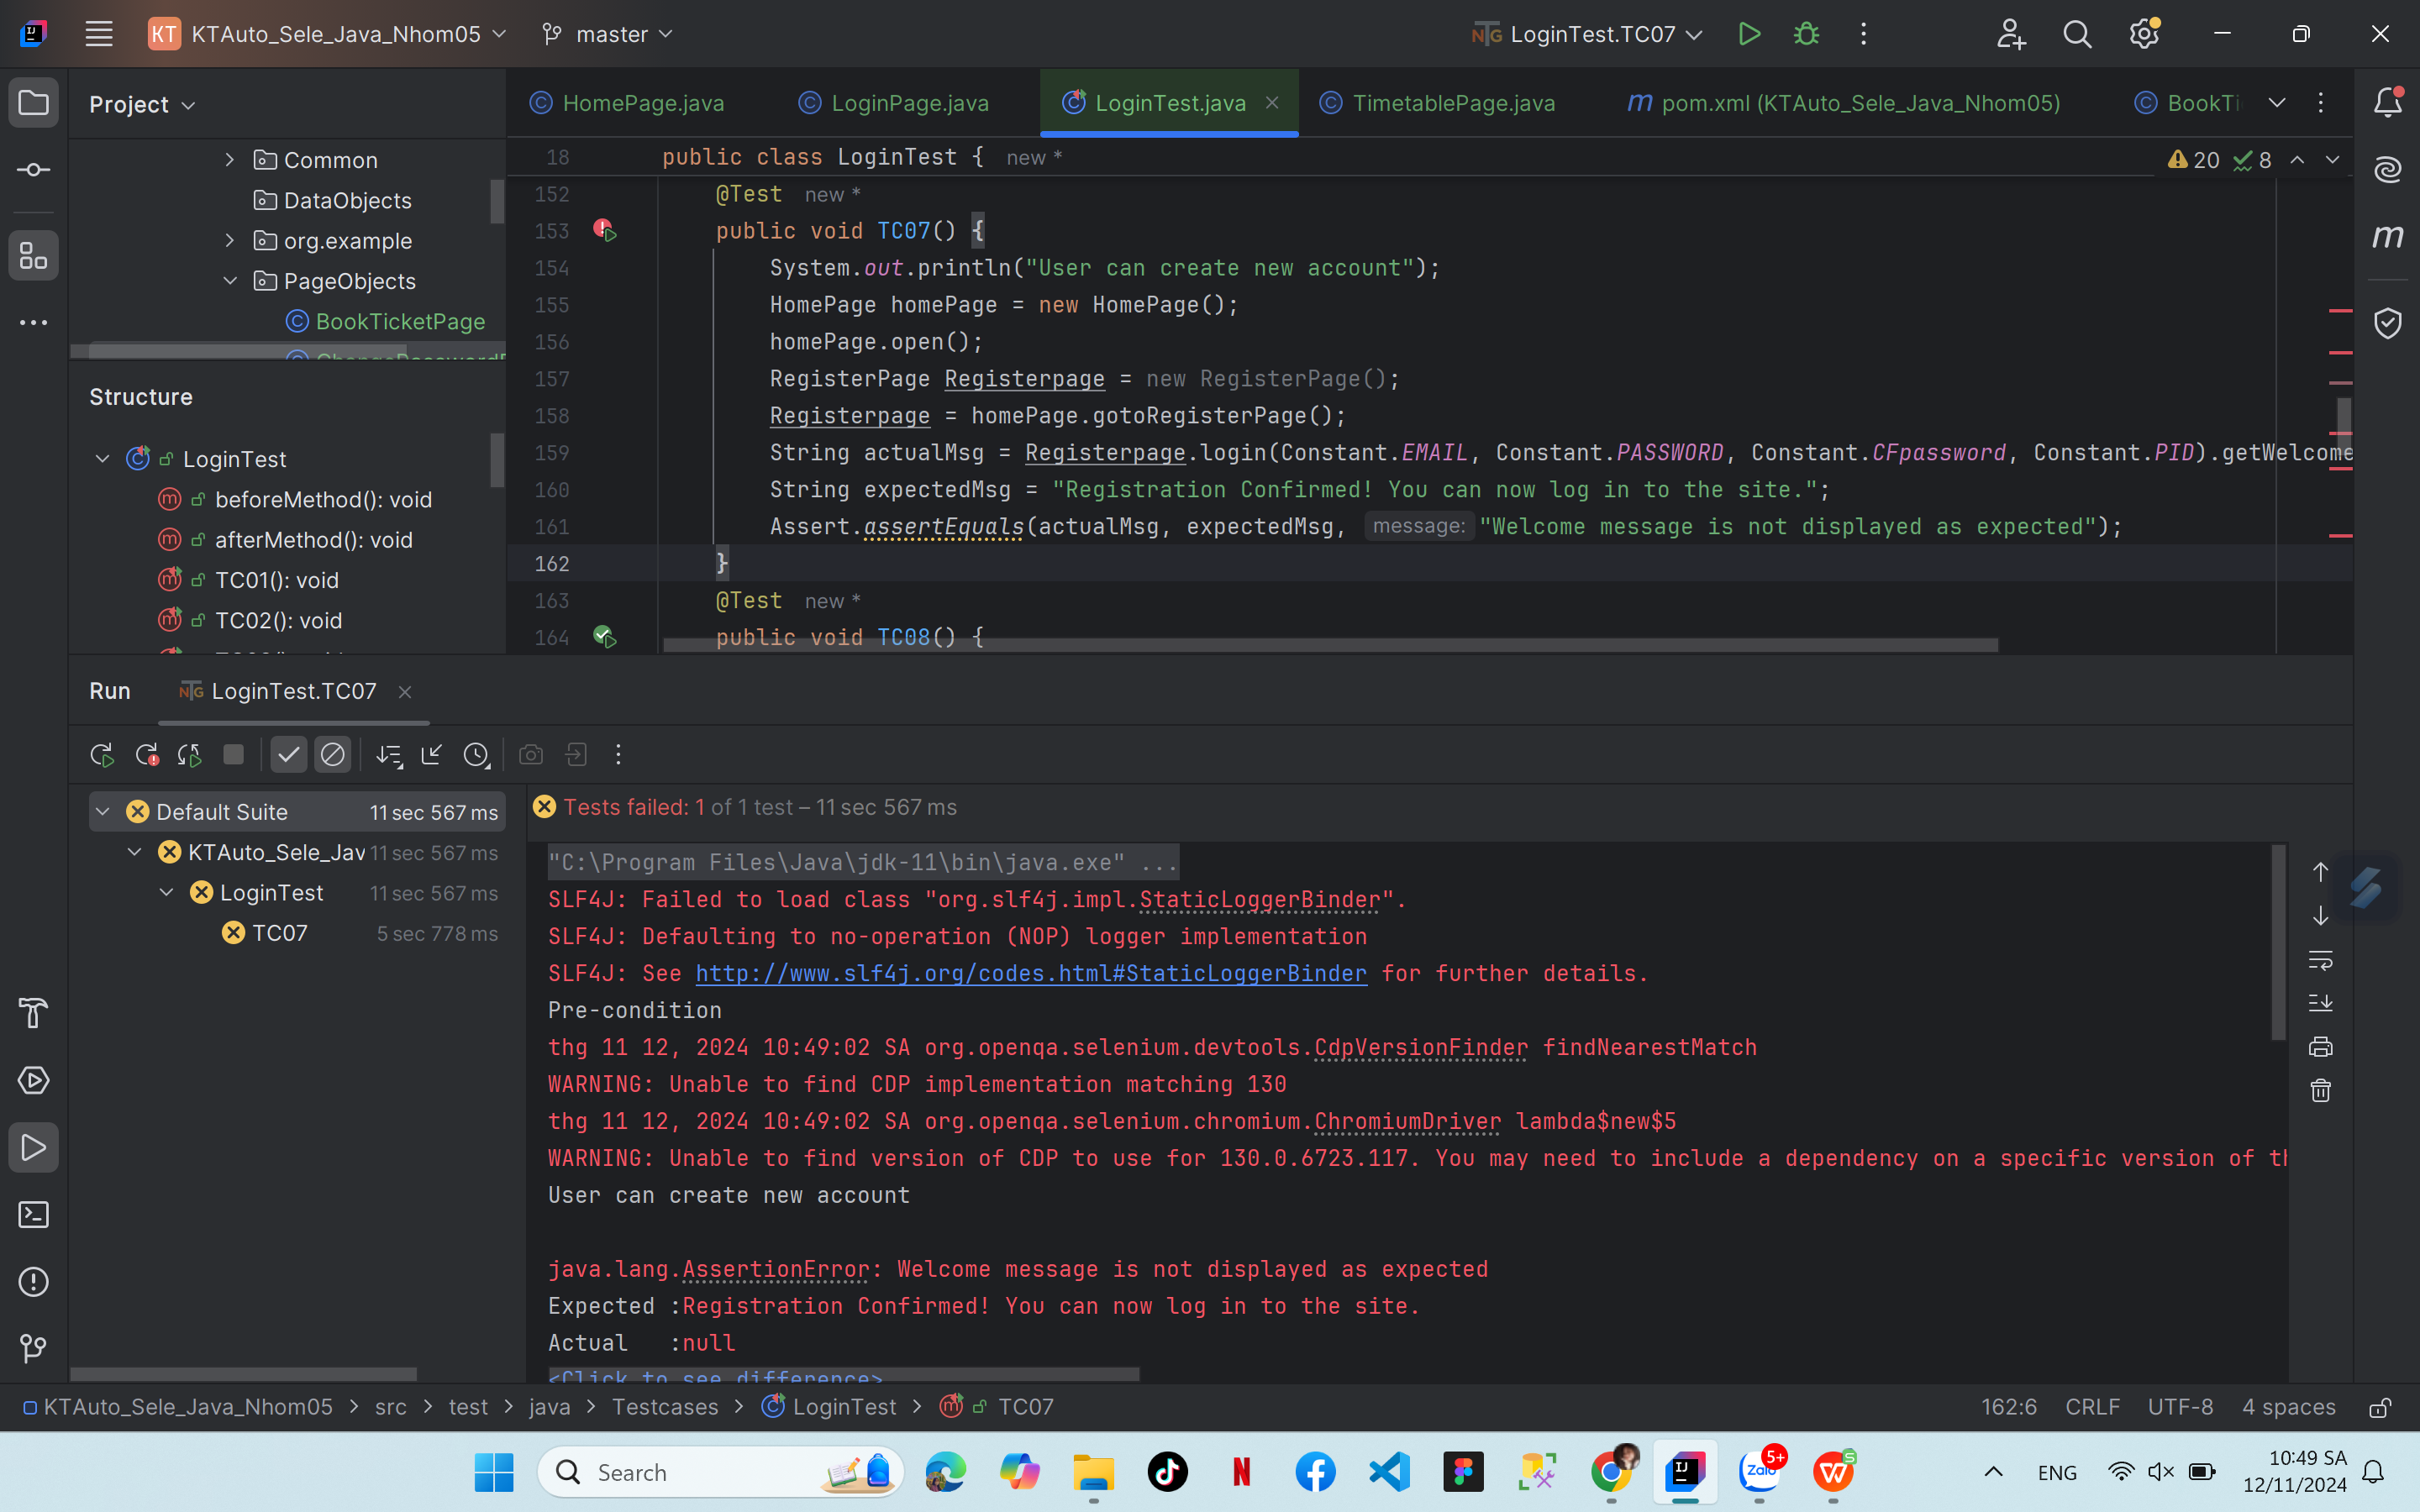 KT KTAuto_Sele_Java_Nhom05 master NTG LoginTest.TC07
Project
HomePage.java LoginPage.java LoginTest.java TimetablePage.java pom.xml (KTAuto_Sele_Java_Nhom05) BookTi
Common
DataObjects
org.example
PageObjects
BookTicketPage
Structure
LoginTest
beforeMethod(): void
afterMethod(): void
TC01(): void
TC02(): void
18 public class LoginTest { new * 20 8
152 @Test new *
153 public void TC07() {
154 System.out.println("User can create new account");
155 HomePage homePage = new HomePage();
156 homePage.open();
157 RegisterPage Registerpage = new RegisterPage();
158 Registerpage = homePage.gotoRegisterPage();
159 String actualMsg = Registerpage.login(Constant.EMAIL, Constant.PASSWORD, Constant.CFpassword, Constant.PID).getWelcome
160 String expectedMsg = "Registration Confirmed! You can now log in to the site.";
161 Assert.assertEquals(actualMsg, expectedMsg, message: "Welcome message is not displayed as expected");
162 }
163 @Test new *
164 public void TC08() {
Run NTG LoginTest.TC07
Default Suite 11 sec 567 ms
KTAuto_Sele_Jav 11 sec 567 ms
LoginTest 11 sec 567 ms
TC07 5 sec 778 ms
Tests failed: 1 of 1 test – 11 sec 567 ms
"C:\Program Files\Java\jdk-11\bin\java.exe" ...
SLF4J: Failed to load class "org.slf4j.impl.StaticLoggerBinder".
SLF4J: Defaulting to no-operation (NOP) logger implementation
SLF4J: See http://www.slf4j.org/codes.html#StaticLoggerBinder for further details.
Pre-condition
thg 11 12, 2024 10:49:02 SA org.openqa.selenium.devtools.CdpVersionFinder findNearestMatch
WARNING: Unable to find CDP implementation matching 130
thg 11 12, 2024 10:49:02 SA org.openqa.selenium.chromium.ChromiumDriver lambda$new$5
WARNING: Unable to find version of CDP to use for 130.0.6723.117. You may need to include a dependency on a specific version of th
User can create new account
java.lang.AssertionError: Welcome message is not displayed as expected
Expected :Registration Confirmed! You can now log in to the site.
Actual :null
<Click to see difference>
KTAuto_Sele_Java_Nhom05 > src > test > java > Testcases > LoginTest > TC07 162:6 CRLF UTF-8 4 spaces
Search
Zalo 5+
ENG
10:49 SA
12/11/2024